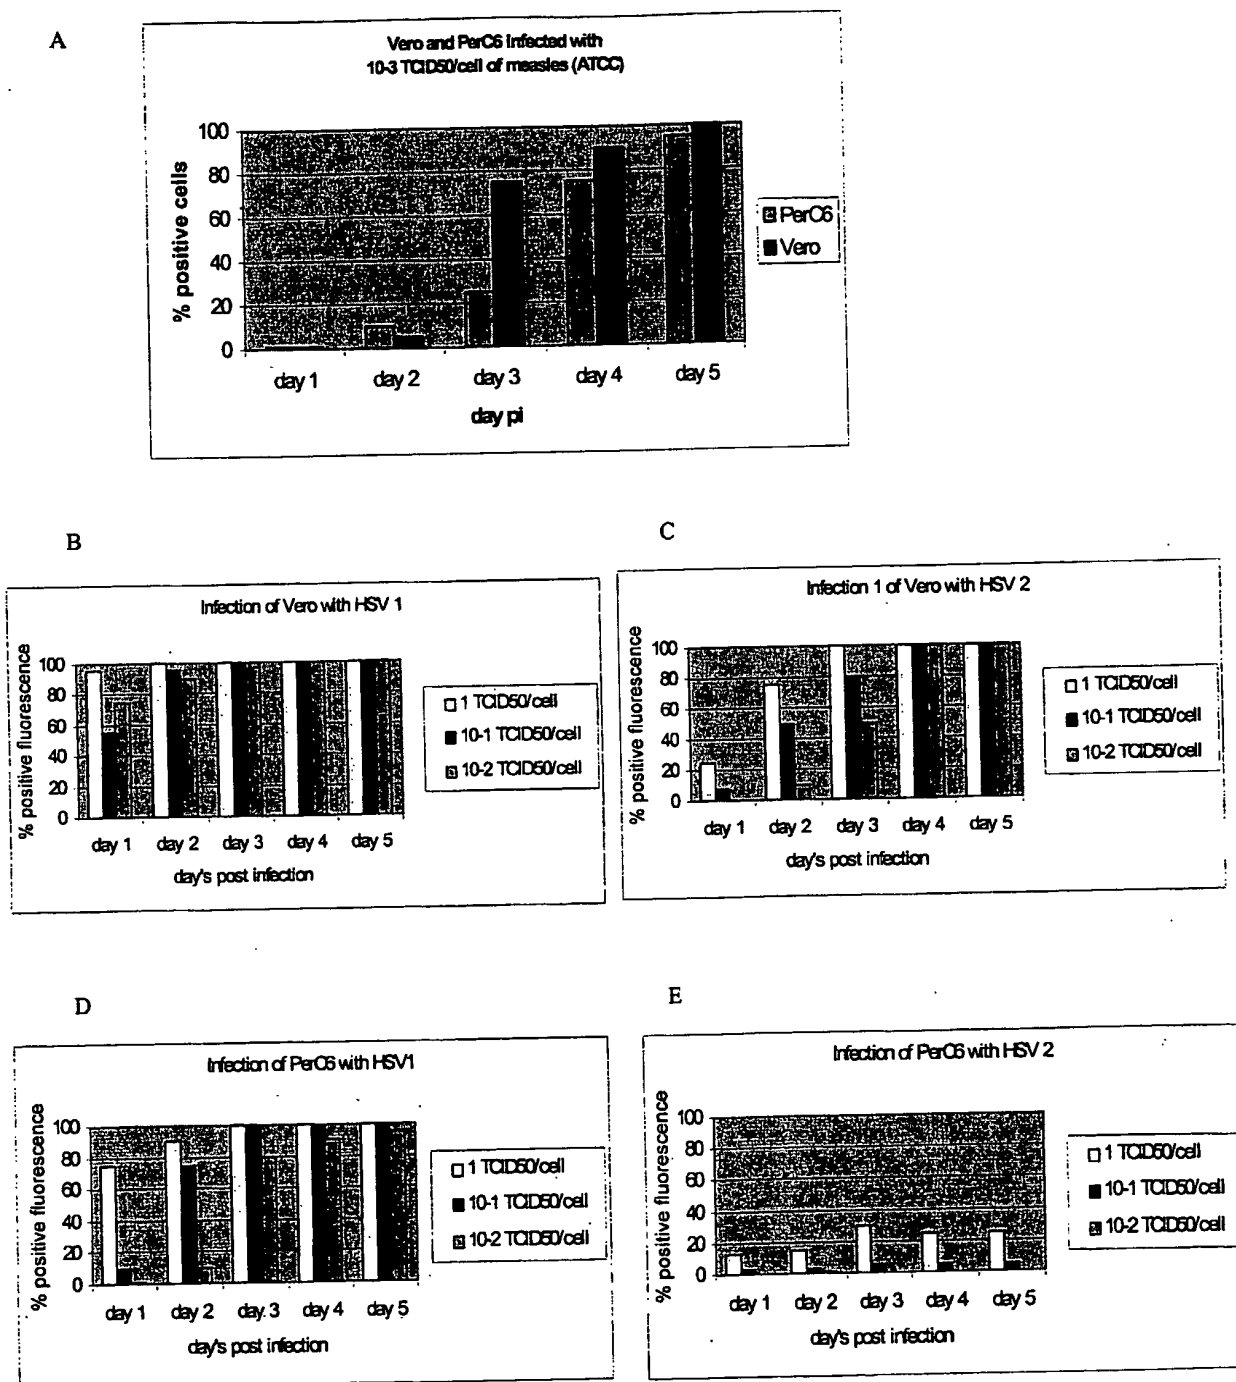 A
Vero and PerC6 Infected with
10-3 TCID50/cell of measles (ATCC)
% positive cells
100
80
60
40
20
0
day 1 day 2 day 3 day 4 day 5
day pi
PerC6
Vero
B
Infection of Vero with HSV 1
% positive fluorescence
100
80
60
40
20
0
day 1 day 2 day 3 day 4 day 5
day's post infection
1 TCID50/cell
10-1 TCID50/cell
10-2 TCID50/cell
C
Infection 1 of Vero with HSV 2
% positive fluorescence
100
80
60
40
20
0
day 1 day 2 day 3 day 4 day 5
day's post infection
1 TCID50/cell
10-1 TCID50/cell
10-2 TCID50/cell
D
Infection of PerC6 with HSV1
% positive fluorescence
100
80
60
40
20
0
day 1 day 2 day. 3 day 4 day 5
day's post infection
1 TCID50/cell
10-1 TCID50/cell
10-2 TCID50/cell
E
Infection of PerC6 with HSV 2
% positive fluorescence
100
80
60
40
20
0
day 1 day 2 day 3 day 4 day 5
day's post infection
1 TCID50/cell
10-1 TCID50/cell
10-2 TCID50/cell